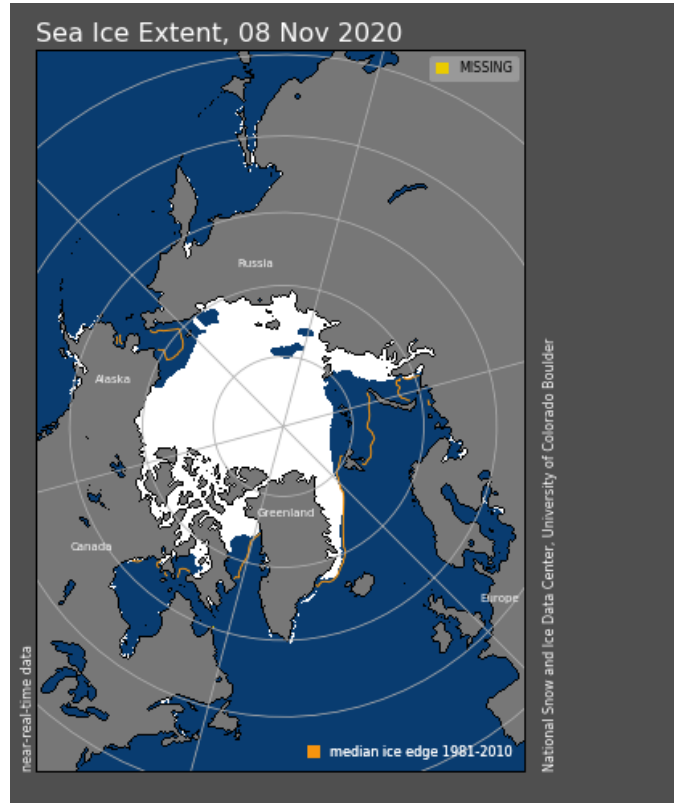 Sea Ice Extent, 08 Nov 2020
MISSING
Russia
Alaska
Greenland
Canada
Europe
near-real-time data
National Snow and Ice Data Center, University of Colorado Boulder
median ice edge 1981-2010